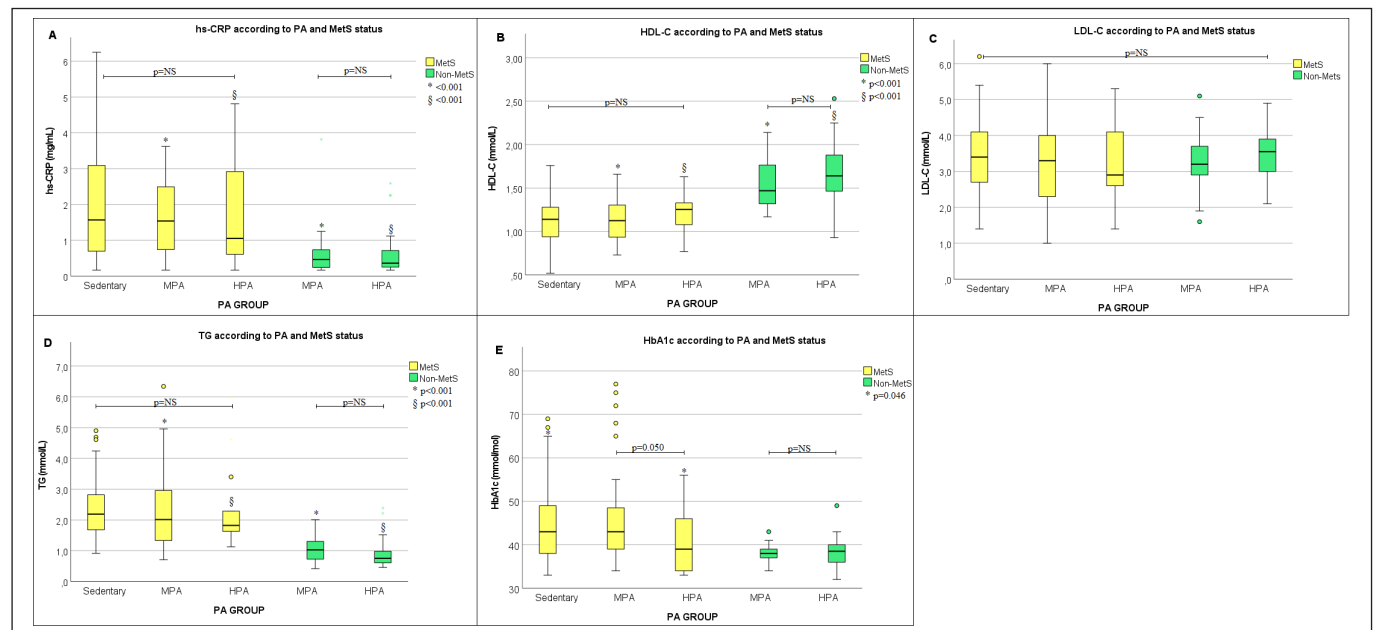 A
hs-CRP according to PA and MetS status
hs-CRP (mg/mL)
6
5
4
3
2
1
0
p=NS
p=NS
*
§
*
§
MetS
Non-MetS
* <0.001
§ <0.001
Sedentary MPA HPA MPA HPA
PA GROUP
B
HDL-C according to PA and MetS status
HDL-C (mmol/L)
3,00
2,50
2,00
1,50
1,00
,50
p=NS
p=NS
*
§
*
§
MetS
Non-MetS
* p<0.001
§ p<0.001
Sedentary MPA HPA MPA HPA
PA GROUP
C
LDL-C according to PA and MetS status
LDL-C (mmol/L)
6,0
5,0
4,0
3,0
2,0
1,0
,0
p=NS
MetS
Non-Mets
Sedentary MPA HPA MPA HPA
PA GROUP
D
TG according to PA and MetS status
TG (mmol/L)
7,0
6,0
5,0
4,0
3,0
2,0
1,0
,0
p=NS
p=NS
*
§
*
§
MetS
Non-MetS
* p<0.001
§ p<0.001
Sedentary MPA HPA MPA HPA
PA GROUP
E
HbA1c according to PA and MetS status
HbA1c (mmol/mol)
80
70
60
50
40
30
*
p=0.050
*
p=NS
MetS
Non-MetS
* p=0.046
Sedentary MPA HPA MPA HPA
PA GROUP